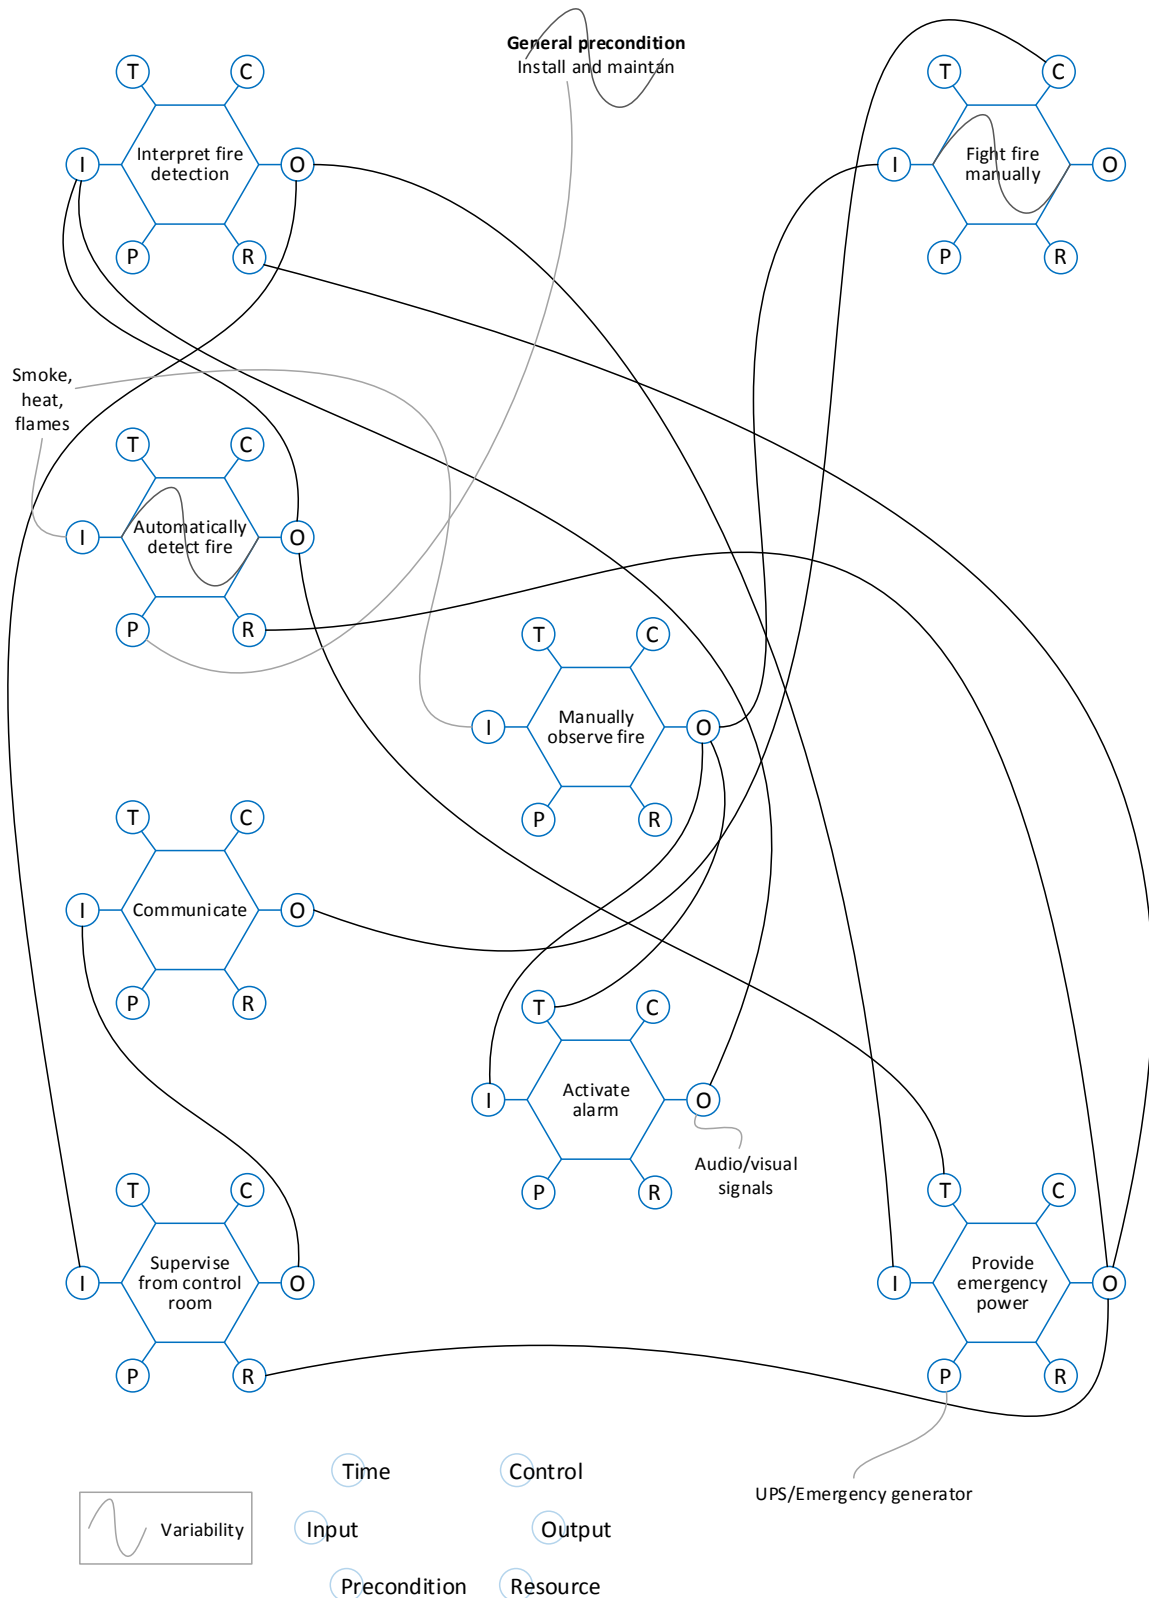 General precondition
Install and maintan
T
C
I
Interpret fire
detection
O
P
R
T
C
I
Fight fire
manually
O
P
R
Smoke,
heat,
flames
T
C
I
Automatically
detect fire
O
P
R
T
C
I
Manually
observe fire
O
P
R
T
C
I
Communicate
O
P
R
T
C
I
Activate
alarm
O
P
R
Audio/visual
signals
T
C
I
Supervise
from control
room
O
P
R
T
C
I
Provide
emergency
power
O
P
R
UPS/Emergency generator
Variability
Time
Control
Input
Output
Precondition
Resource